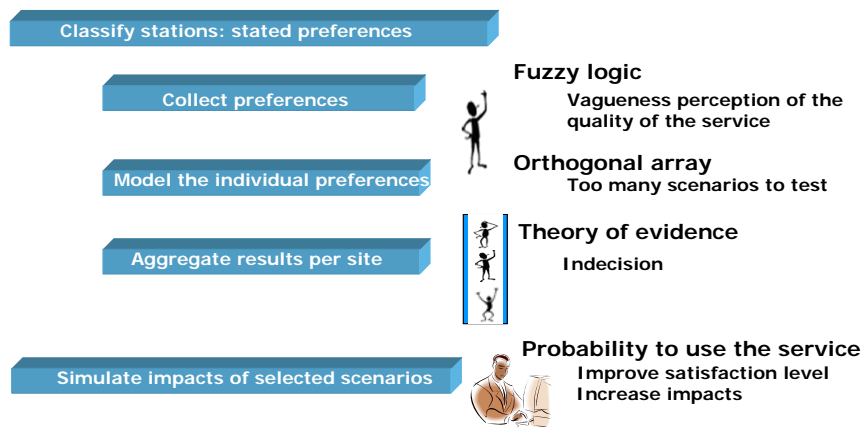 Classify stations: stated preferences
Fuzzy logic
Collect preferences
Vagueness perception of the
quality of the service
Orthogonal array
Model the individual preferences
Too many scenarios to test
Theory of evidence
Aggregate results per site
Indecision
Probability to use the service
Simulate impacts of selected scenarios
Improve satisfaction level
Increase impacts